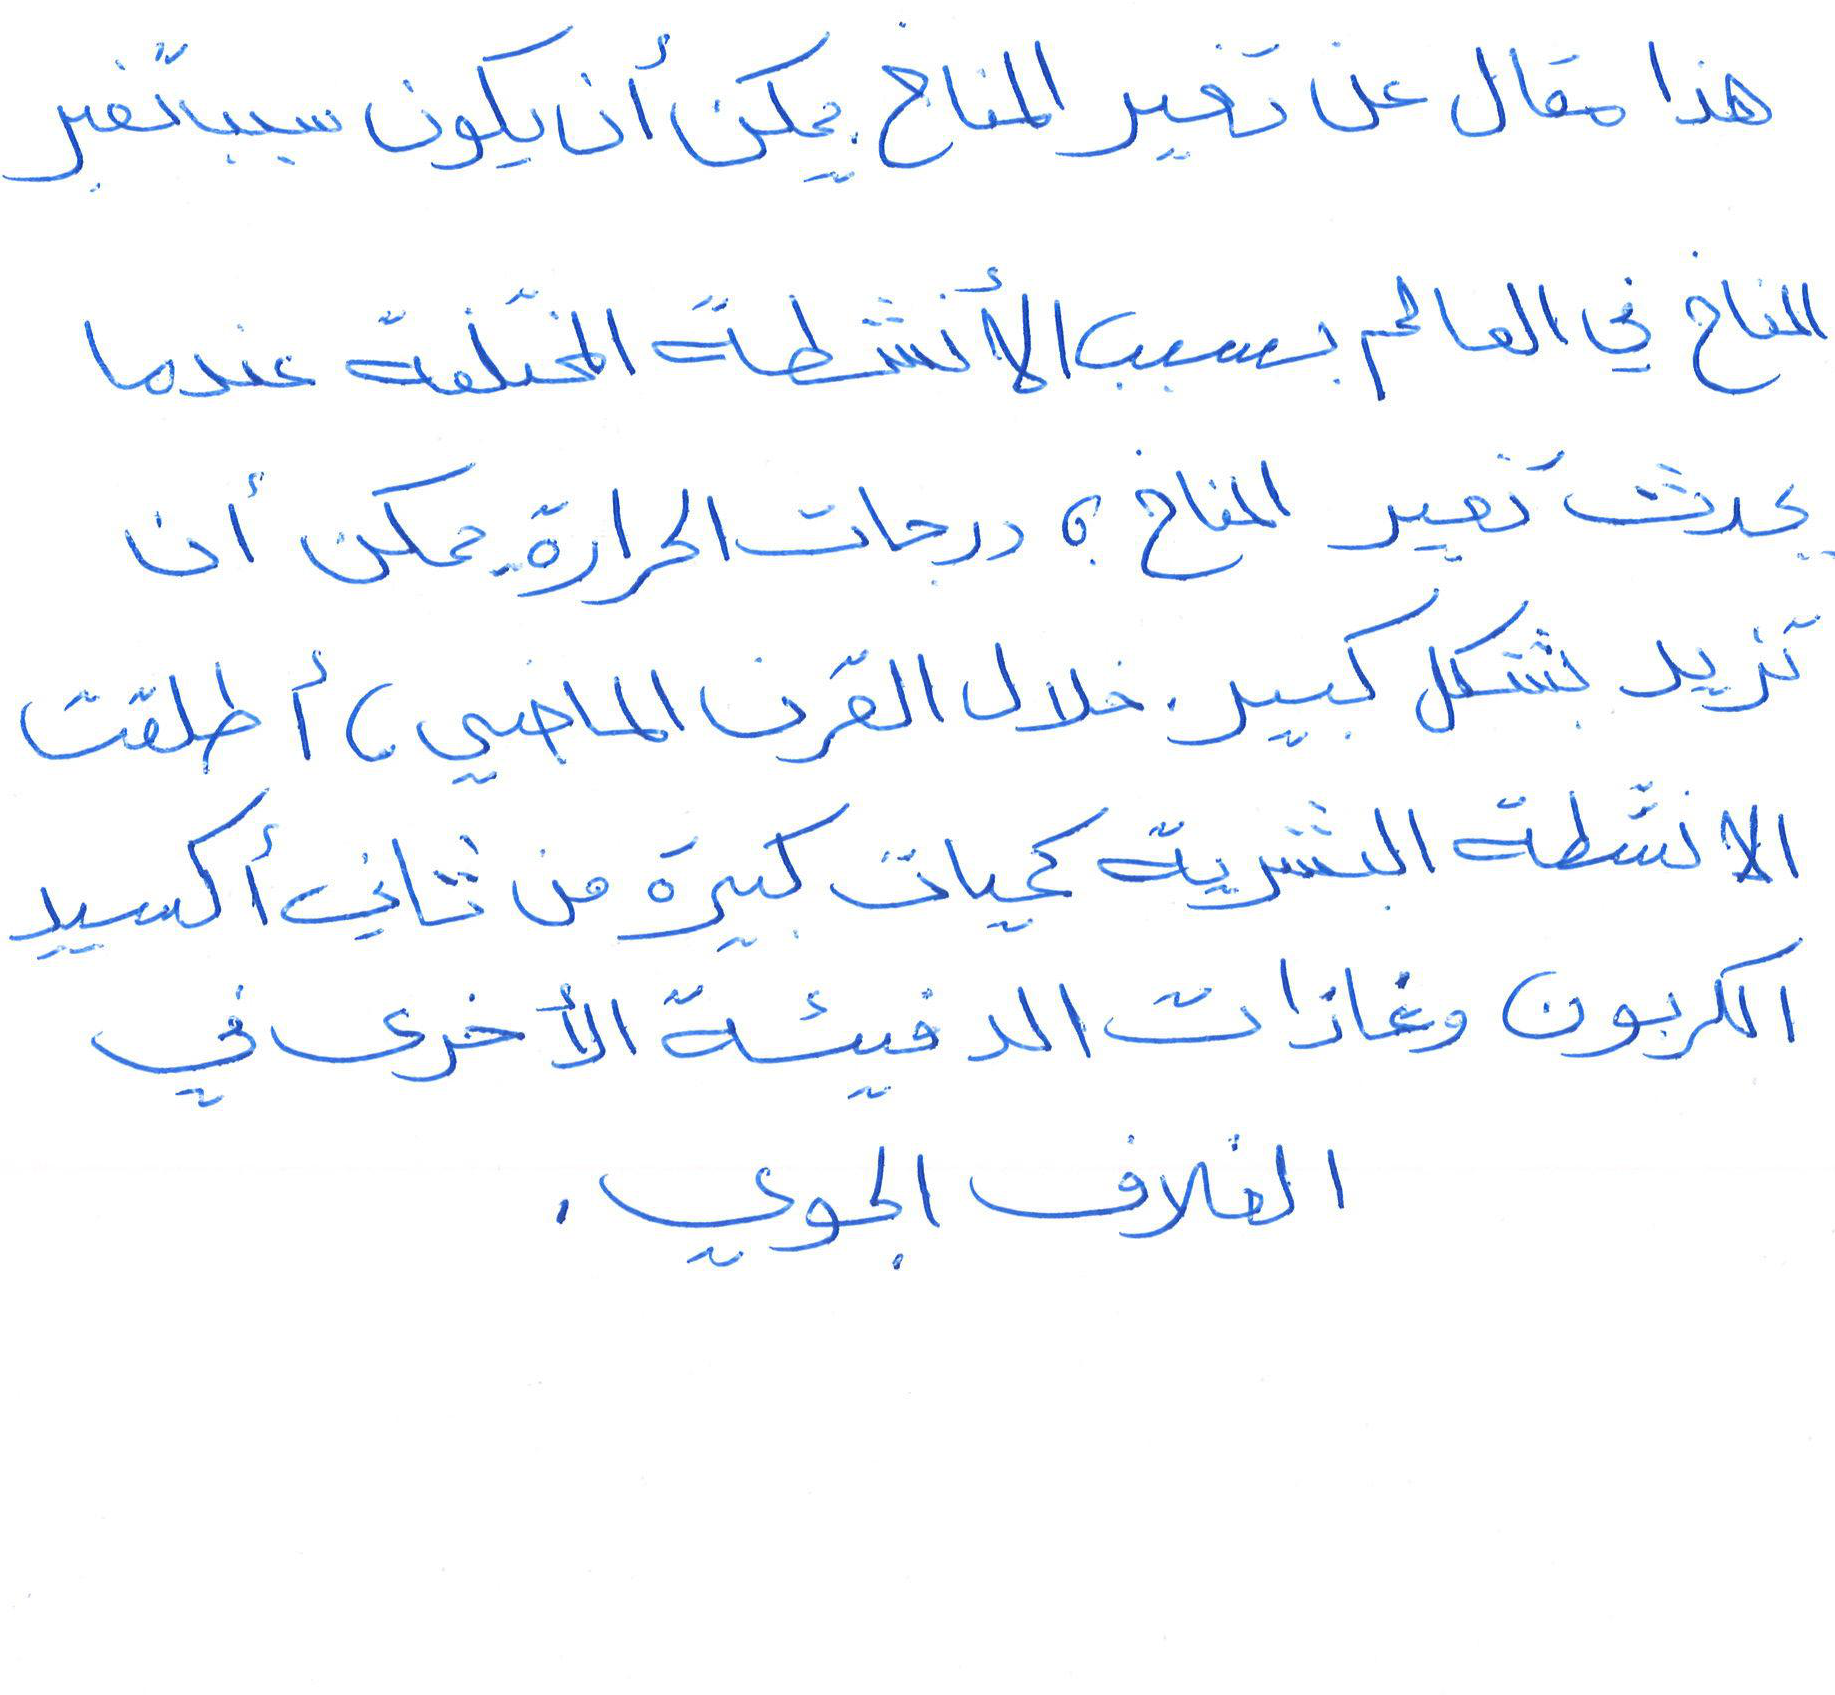 هذا مقال عن تغير المناخ. يمكن أن يكون سبب تغير
المناخ في العالم بسبب الأنشطة المختلفة عندما
يحدث تغير المناخ ؟ درجات الحرارة يمكن أن
تزيد بشكل كبير. خلال القرن الماضي، أطلقت
الانشطة البشرية كميات كبيرة من ثاني أكسيد
الكربون وغازات الدفيئة الأخرى في
الغلاف الجوي.